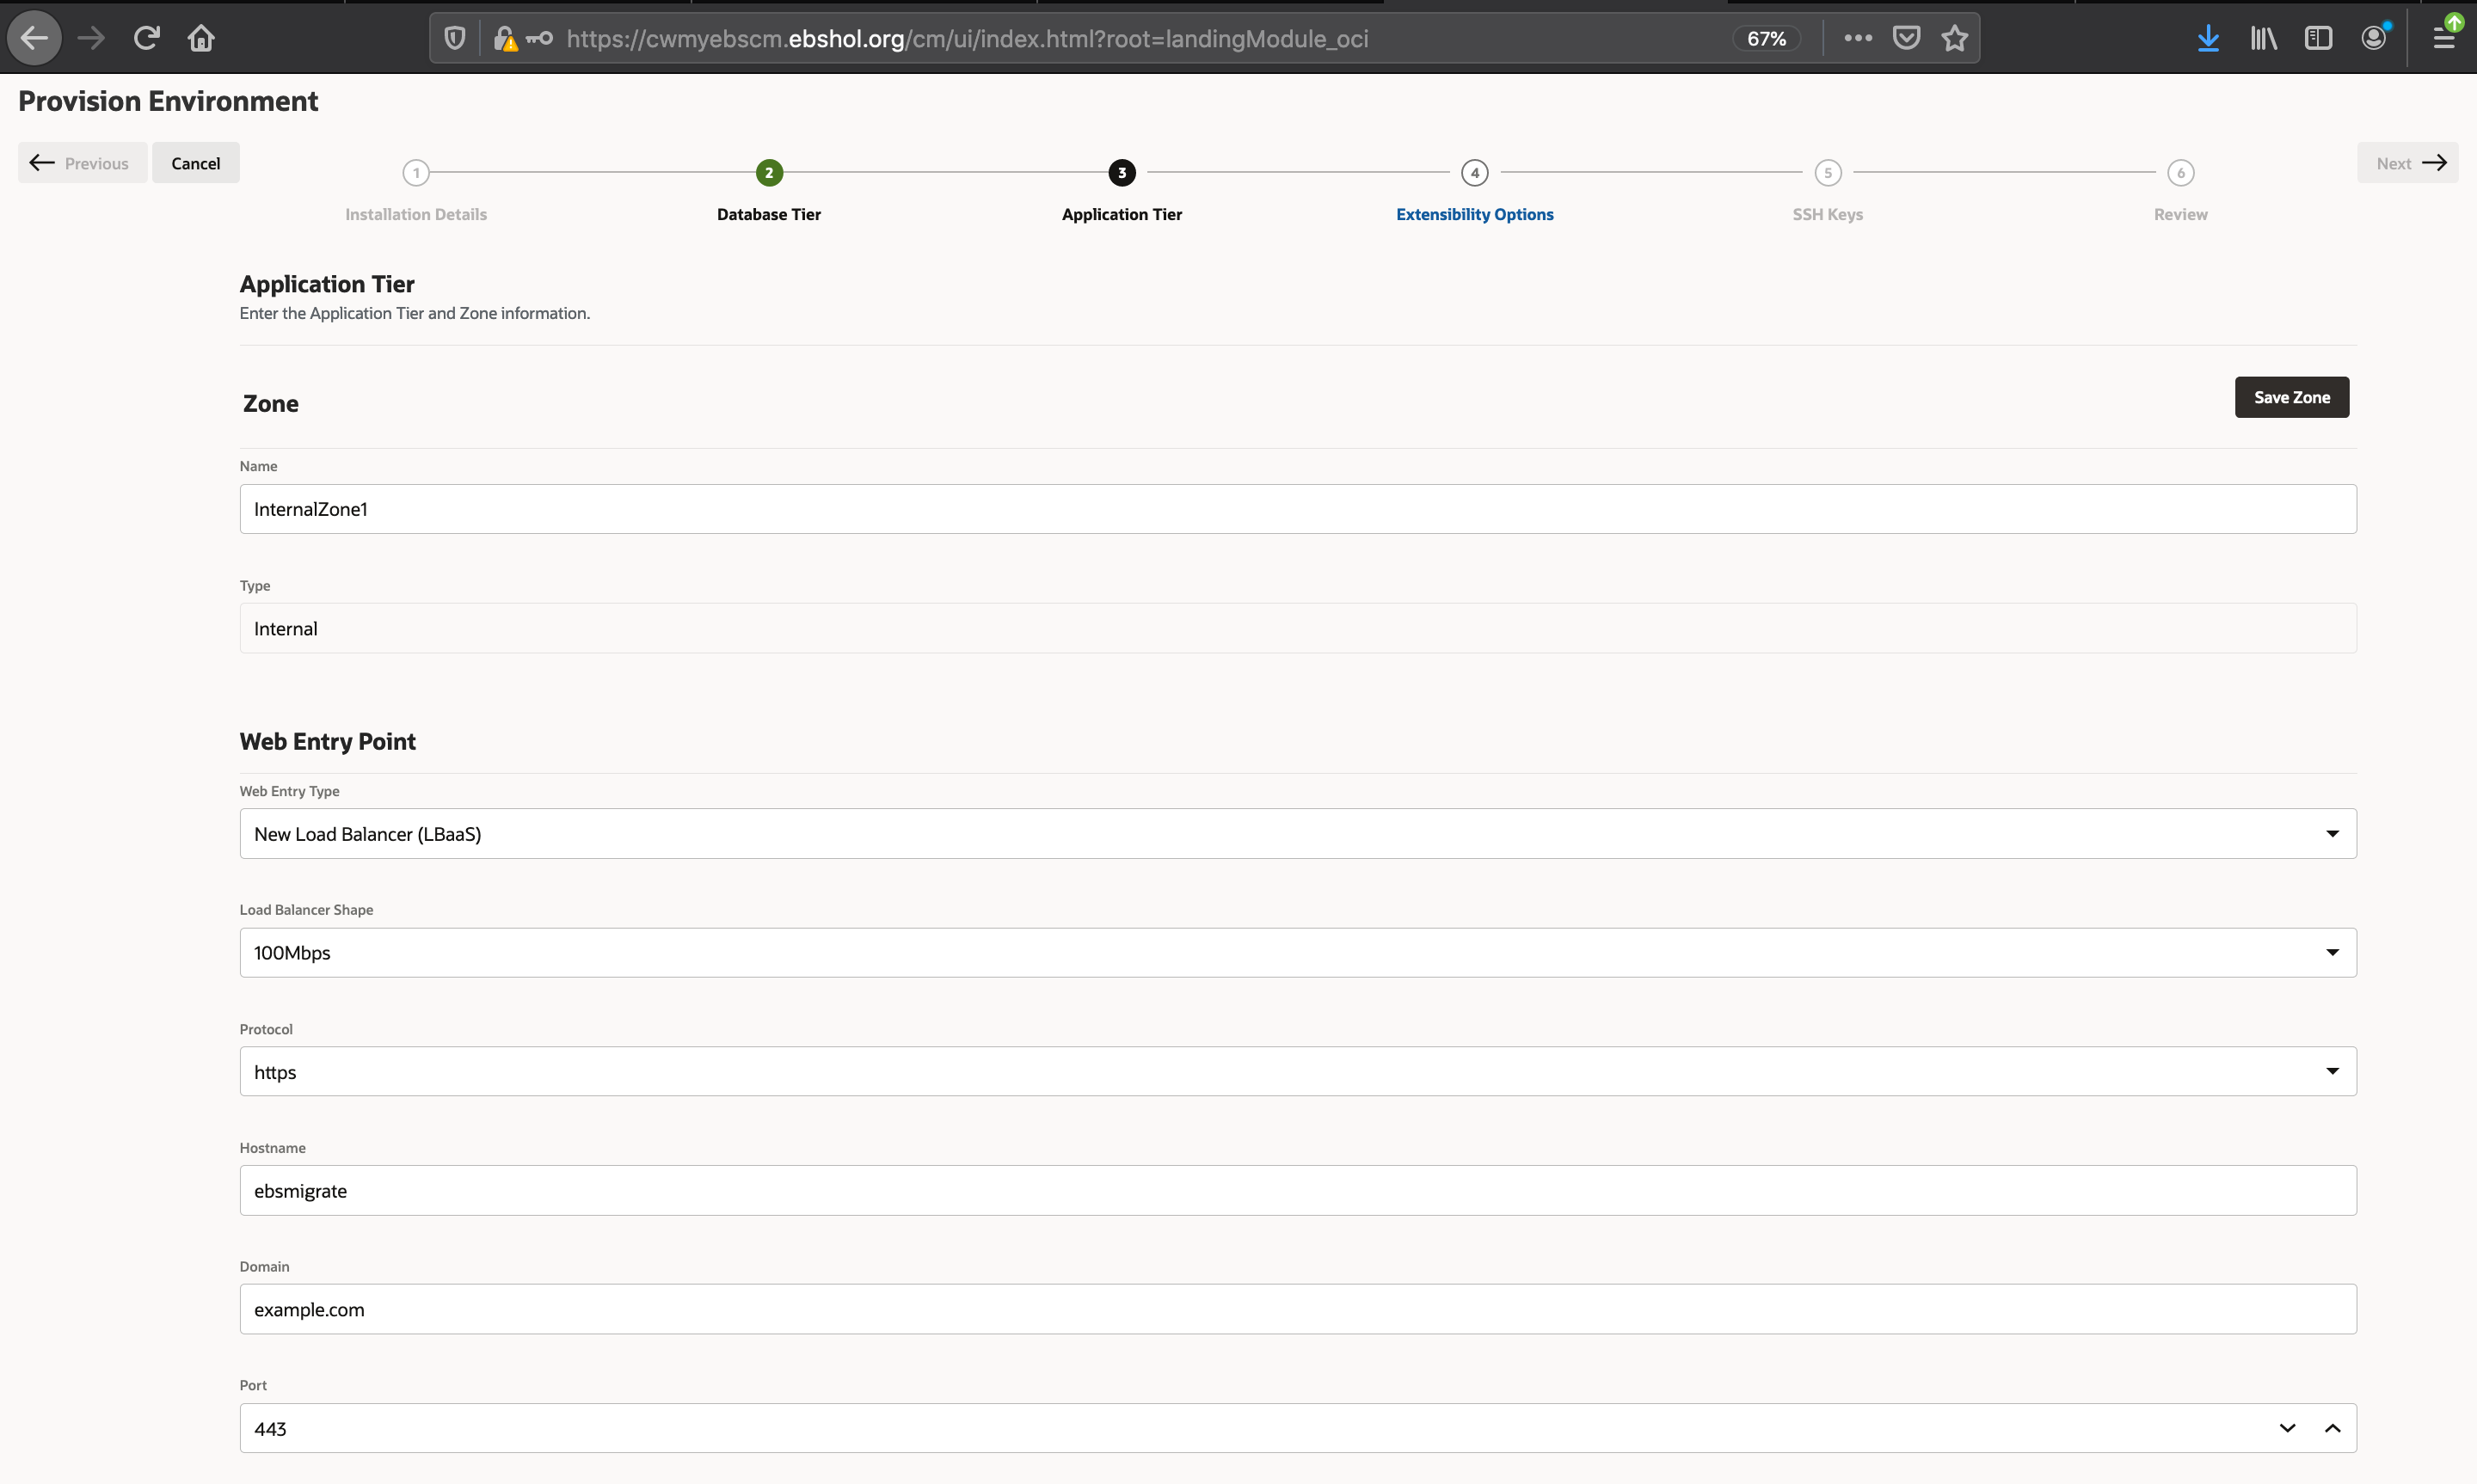 https://cwmyebscm.ebshol.org/cm/ui/index.html?root=landingModule_oci 67%
Provision Environment
Previous Cancel Next
1 2 3 4 5 6
Installation Details Database Tier Application Tier Extensibility Options SSH Keys Review
Application Tier
Enter the Application Tier and Zone information.
Zone Save Zone
Name
InternalZone1
Type
Internal
Web Entry Point
Web Entry Type
New Load Balancer (LBaaS)
Load Balancer Shape
100Mbps
Protocol
https
Hostname
ebsmigrate
Domain
example.com
Port
443